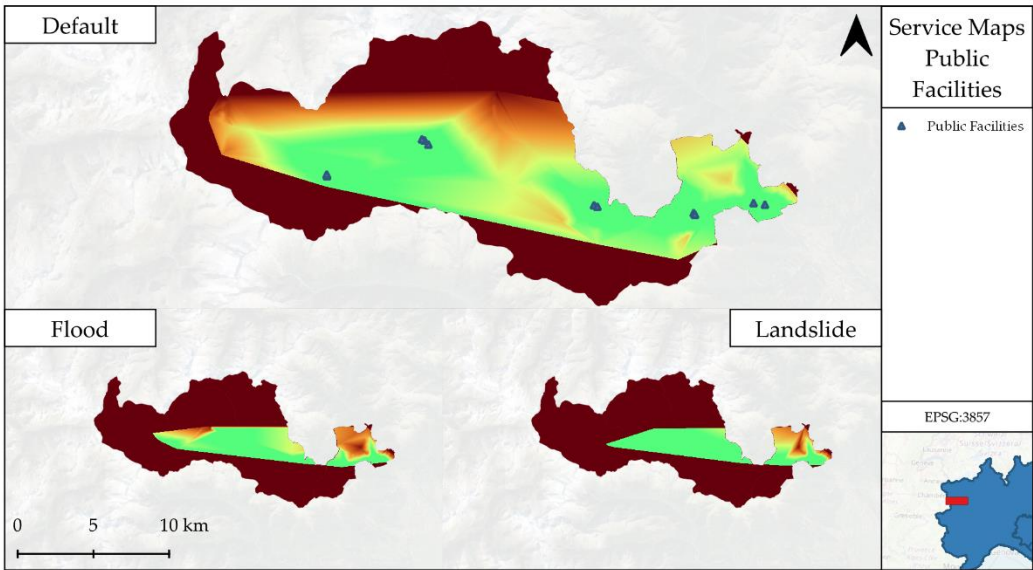 Default
Service Maps
Public
Facilities
Public Facilities
Flood
Landslide
0 5 10 km
EPSG:3857